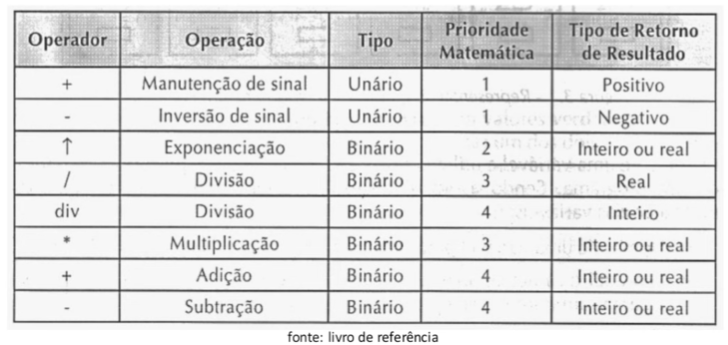 Operador Operação Tipo Prioridade Matemática Tipo de Retorno de Resultado
+ Manutenção de sinal Unário 1 Positivo
- Inversão de sinal Unário 1 Negativo
↑ Exponenciação Binário 2 Inteiro ou real
/ Divisão Binário 3 Real
div Divisão Binário 4 Inteiro
* Multiplicação Binário 3 Inteiro ou real
+ Adição Binário 4 Inteiro ou real
- Subtração Binário 4 Inteiro ou real
fonte: livro de referência